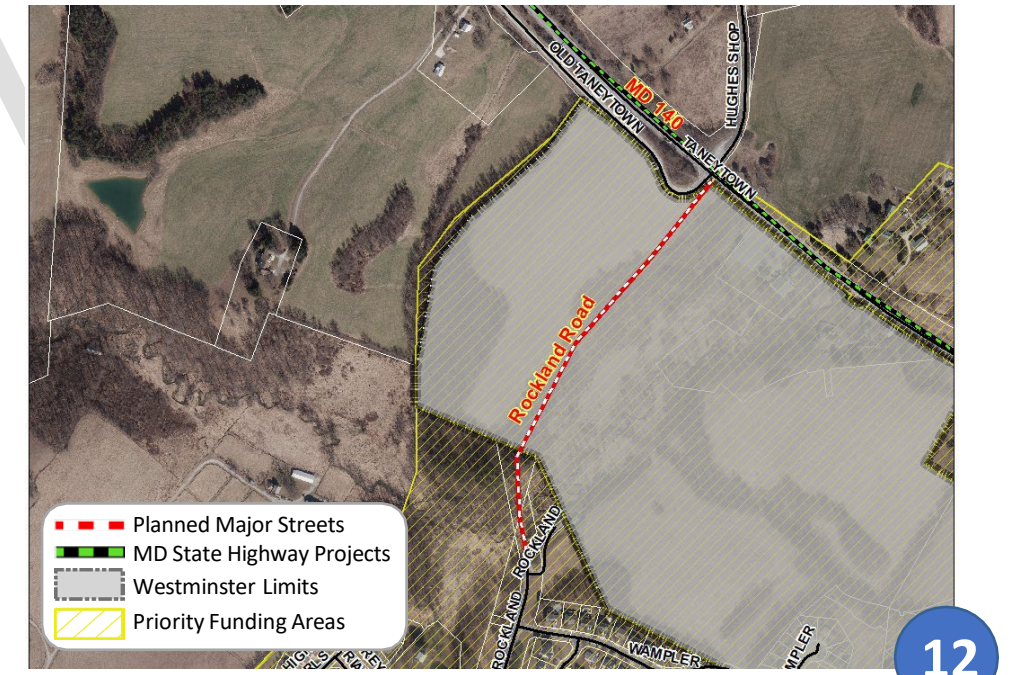 HUGHES SHOP
OLD TANEYTOWN
MD 140
TANEYTOWN
Rockland Road
Planned Major Streets
MD State Highway Projects
Westminster Limits
Priority Funding Areas
ROCKLAND
ROCKLAND
WAMPLER
MPLER
12